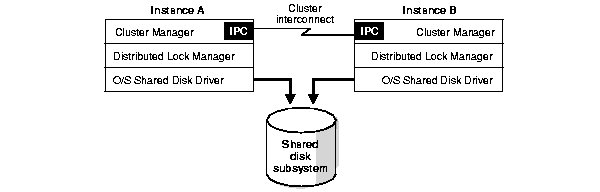 Instance A
Cluster
interconnect
Instance B
Cluster Manager IPC
IPC Cluster Manager
Distributed Lock Manager
Distributed Lock Manager
O/S Shared Disk Driver
O/S Shared Disk Driver
Shared
disk
subsystem